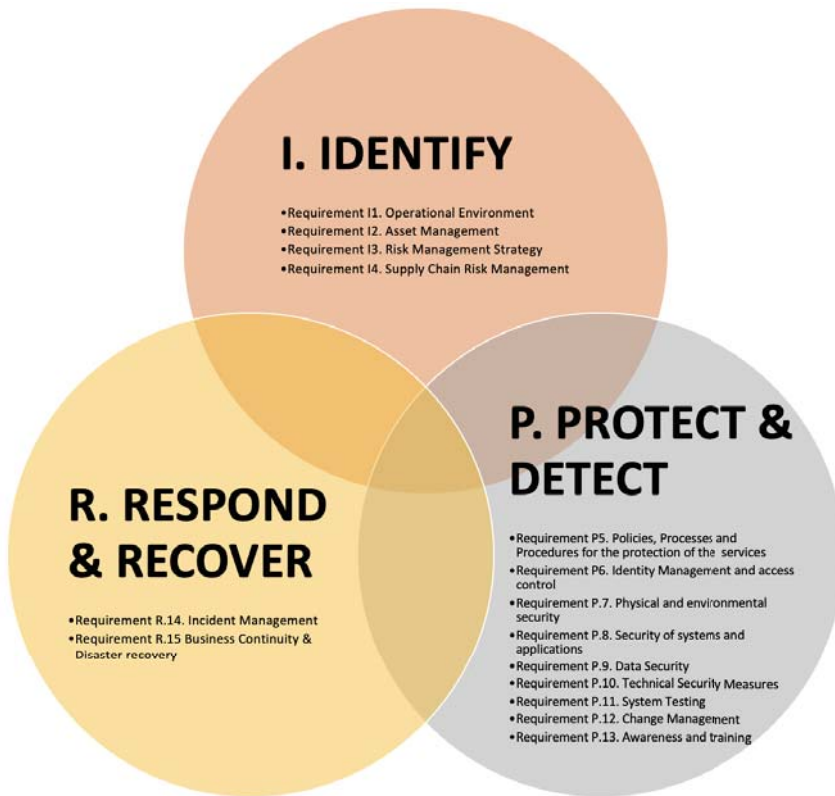 I. IDENTIFY
•Requirement I1. Operational Environment
•Requirement I2. Asset Management
•Requirement I3. Risk Management Strategy
•Requirement I4. Supply Chain Risk Management
P. PROTECT &
DETECT
•Requirement P5. Policies, Processes and
Procedures for the protection of the services
•Requirement P6. Identity Management and access
control
•Requirement P.7. Physical and environmental
security
•Requirement P.8. Security of systems and
applications
•Requirement P.9. Data Security
•Requirement P.10. Technical Security Measures
•Requirement P.11. System Testing
•Requirement P.12. Change Management
•Requirement P.13. Awareness and training
R. RESPOND
& RECOVER
•Requirement R.14. Incident Management
•Requirement R.15 Business Continuity &
Disaster recovery